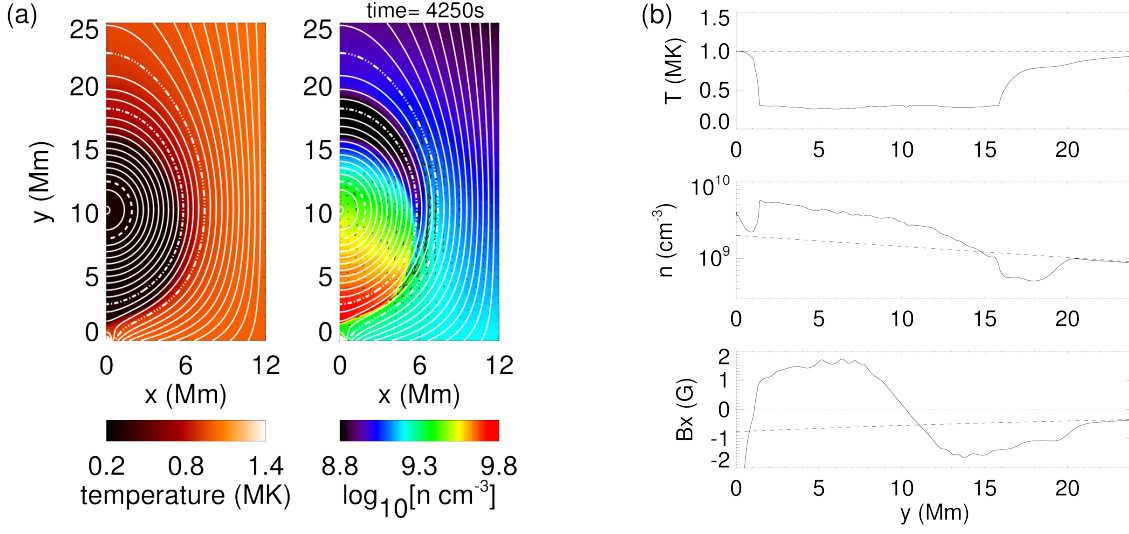 (a)
time= 4250s
25
20
15
10
5
0
y (Mm)
0 6 12
x (Mm)
25
20
15
10
5
0
0 6 12
x (Mm)
0.2 0.8 1.4
temperature (MK)
8.8 9.3 9.8
log10[n cm-3]
(b)
1.5
1.0
0.5
0.0
T (MK)
0 5 10 15 20
10^10
10^9
n (cm-3)
0 5 10 15 20
2
1
0
-1
-2
Bx (G)
0 5 10 15 20
y (Mm)